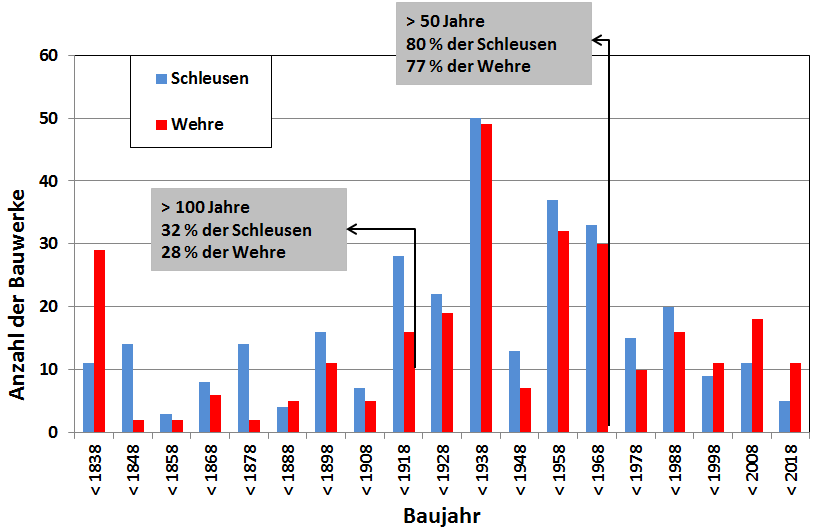 > 50 Jahre
80 % der Schleusen
77 % der Wehre
Schleusen
Wehre
> 100 Jahre
32 % der Schleusen
28 % der Wehre
Anzahl der Bauwerke
60
50
40
30
20
10
0
< 1838
< 1848
< 1858
< 1868
< 1878
< 1888
< 1898
< 1908
< 1918
< 1928
< 1938
< 1948
< 1958
< 1968
< 1978
< 1988
< 1998
< 2008
< 2018
Baujahr